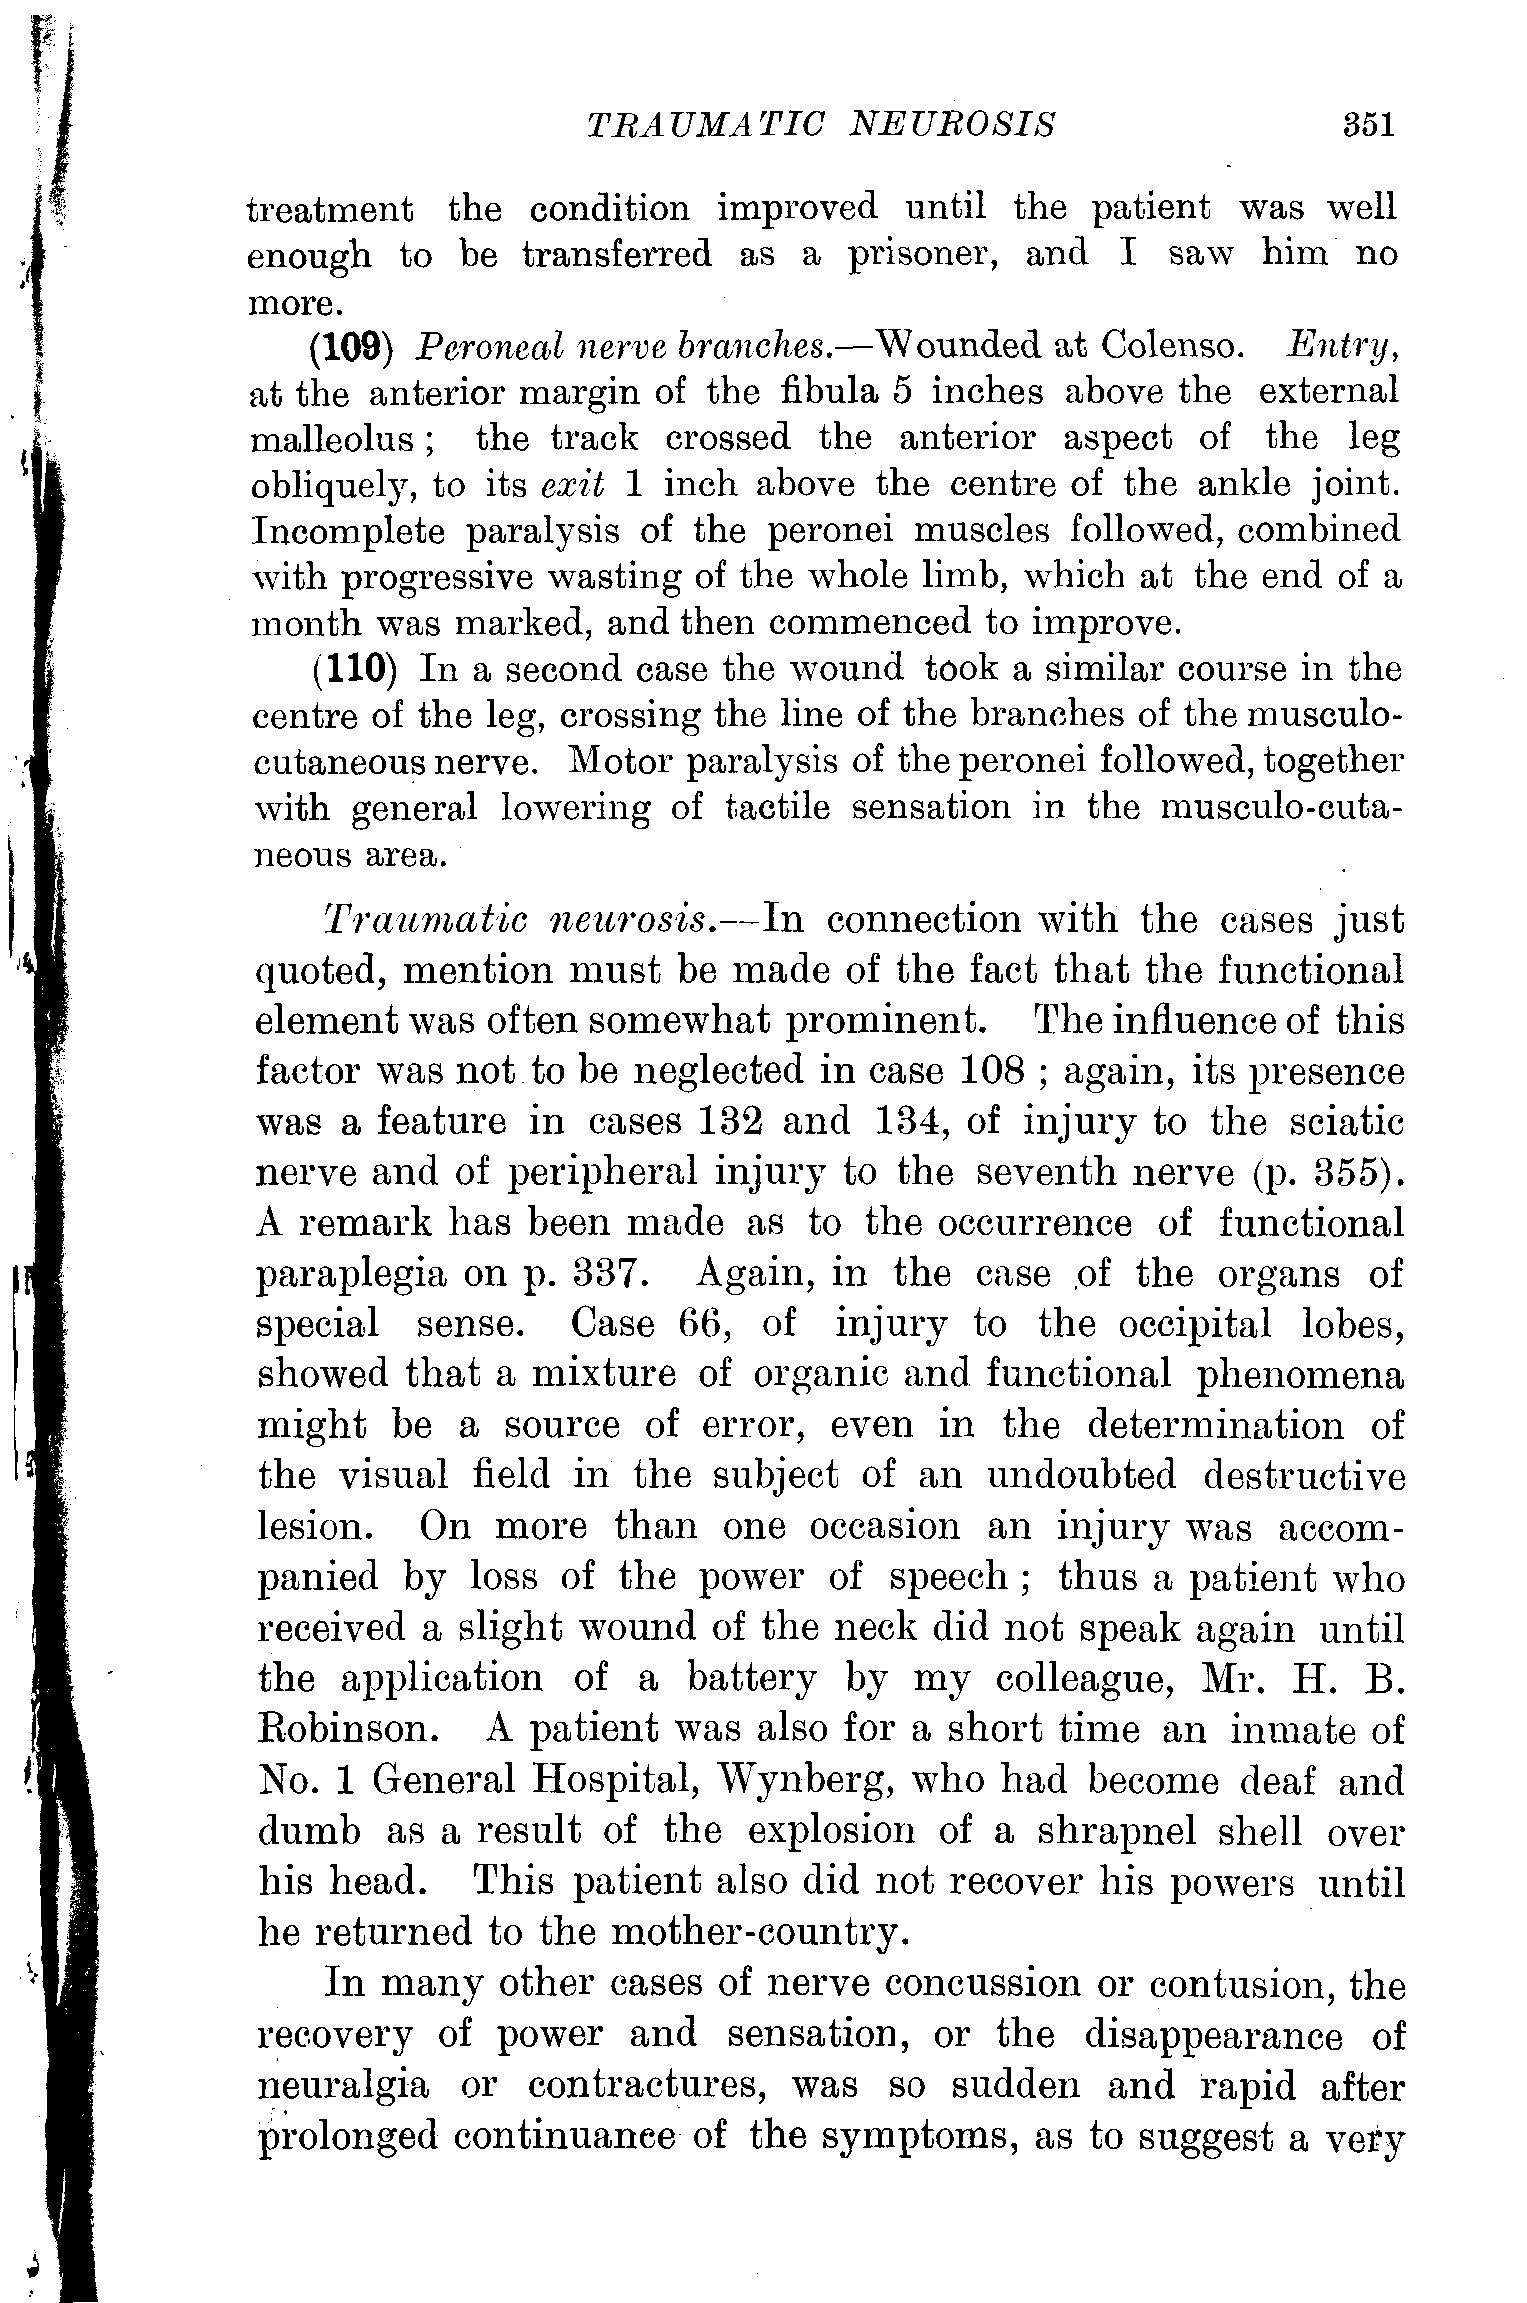 TRAUMATIC NEUROSIS 351
treatment the condition improved until the patient was well
enough to be transferred as a prisoner, and I saw him no
more.
(109) Peroneal nerve branches.—Wounded at Colenso. Entry,
at the anterior margin of the fibula 5 inches above the external
malleolus ; the track crossed the anterior aspect of the leg
obliquely, to its exit 1 inch above the centre of the ankle joint.
Incomplete paralysis of the peronei muscles followed, combined
with progressive wasting of the whole limb, which at the end of a
month was marked, and then commenced to improve.
(110) In a second case the wound took a similar course in the
centre of the leg, crossing the line of the branches of the musculo-
cutaneous nerve. Motor paralysis of the peronei followed, together
with general lowering of tactile sensation in the musculo-cuta-
neous area.
Traumatic neurosis.—In connection with the cases just
quoted, mention must be made of the fact that the functional
element was often somewhat prominent. The influence of this
factor was not to be neglected in case 108 ; again, its presence
was a feature in cases 132 and 134, of injury to the sciatic
nerve and of peripheral injury to the seventh nerve (p. 355).
A remark has been made as to the occurrence of functional
paraplegia on p. 337. Again, in the case of the organs of
special sense. Case 66, of injury to the occipital lobes,
showed that a mixture of organic and functional phenomena
might be a source of error, even in the determination of
the visual field in the subject of an undoubted destructive
lesion. On more than one occasion an injury was accom-
panied by loss of the power of speech ; thus a patient who
received a slight wound of the neck did not speak again until
the application of a battery by my colleague, Mr. H. B.
Robinson. A patient was also for a short time an inmate of
No. 1 General Hospital, Wynberg, who had become deaf and
dumb as a result of the explosion of a shrapnel shell over
his head. This patient also did not recover his powers until
he returned to the mother-country.
In many other cases of nerve concussion or contusion, the
recovery of power and sensation, or the disappearance of
neuralgia or contractures, was so sudden and rapid after
prolonged continuance of the symptoms, as to suggest a very